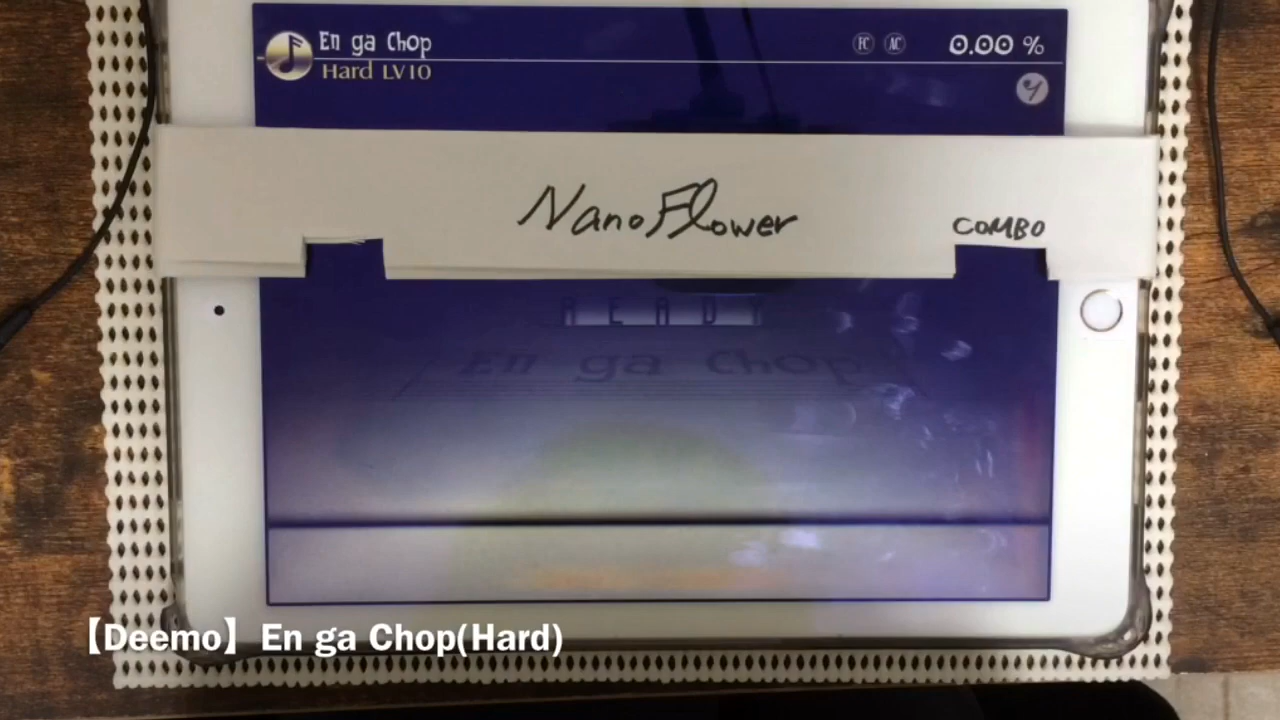 En ga Chop
Hard LV10
FC AC 0.00 %
NanoFlower
COMBO
READY
En ga Chop
【Deemo】En ga Chop(Hard)